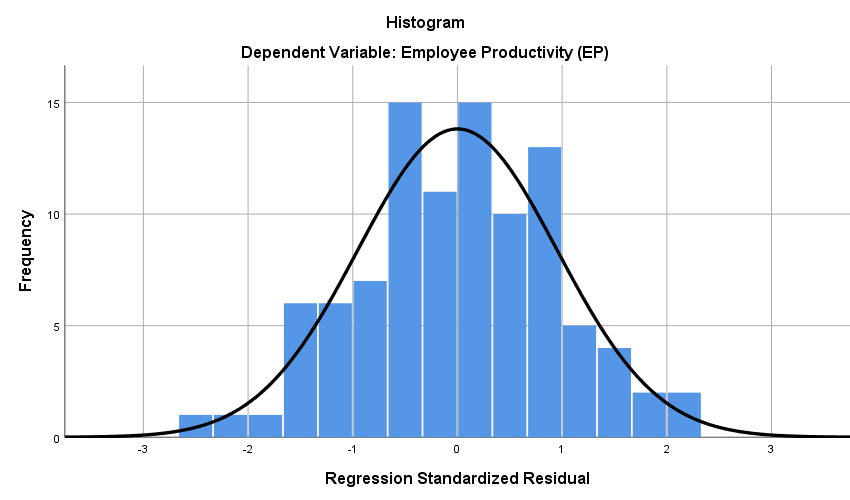 Histogram
Dependent Variable: Employee Productivity (EP)
Frequency
15
10
5
0
-3 -2 -1 0 1 2 3
Regression Standardized Residual